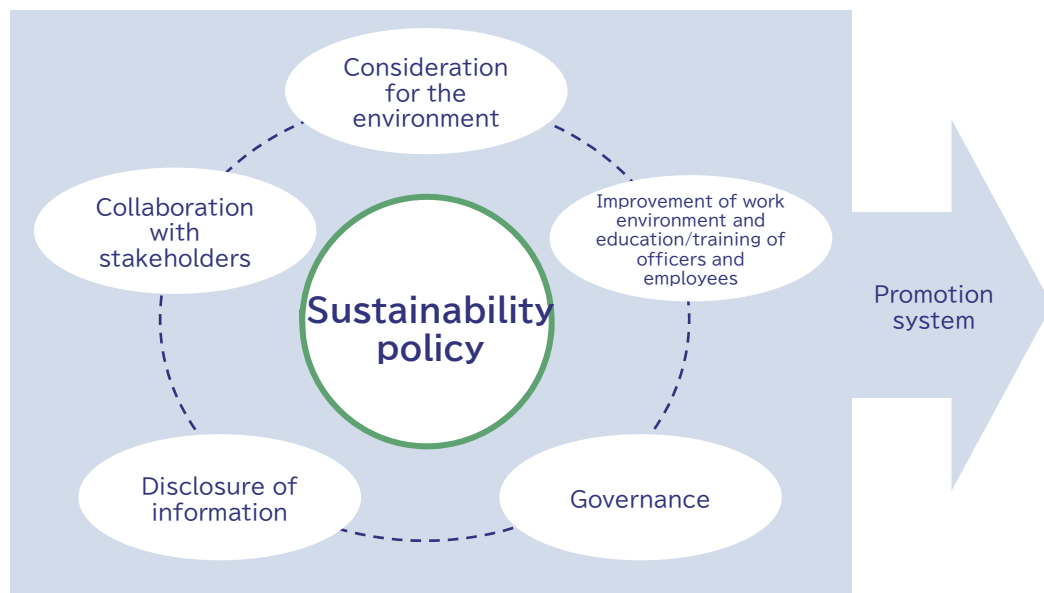 Consideration
for the
environment
Collaboration
with
stakeholders
Improvement of work
environment and
education/training of
officers and
employees
Sustainability
policy
Promotion
system
Disclosure of
information
Governance